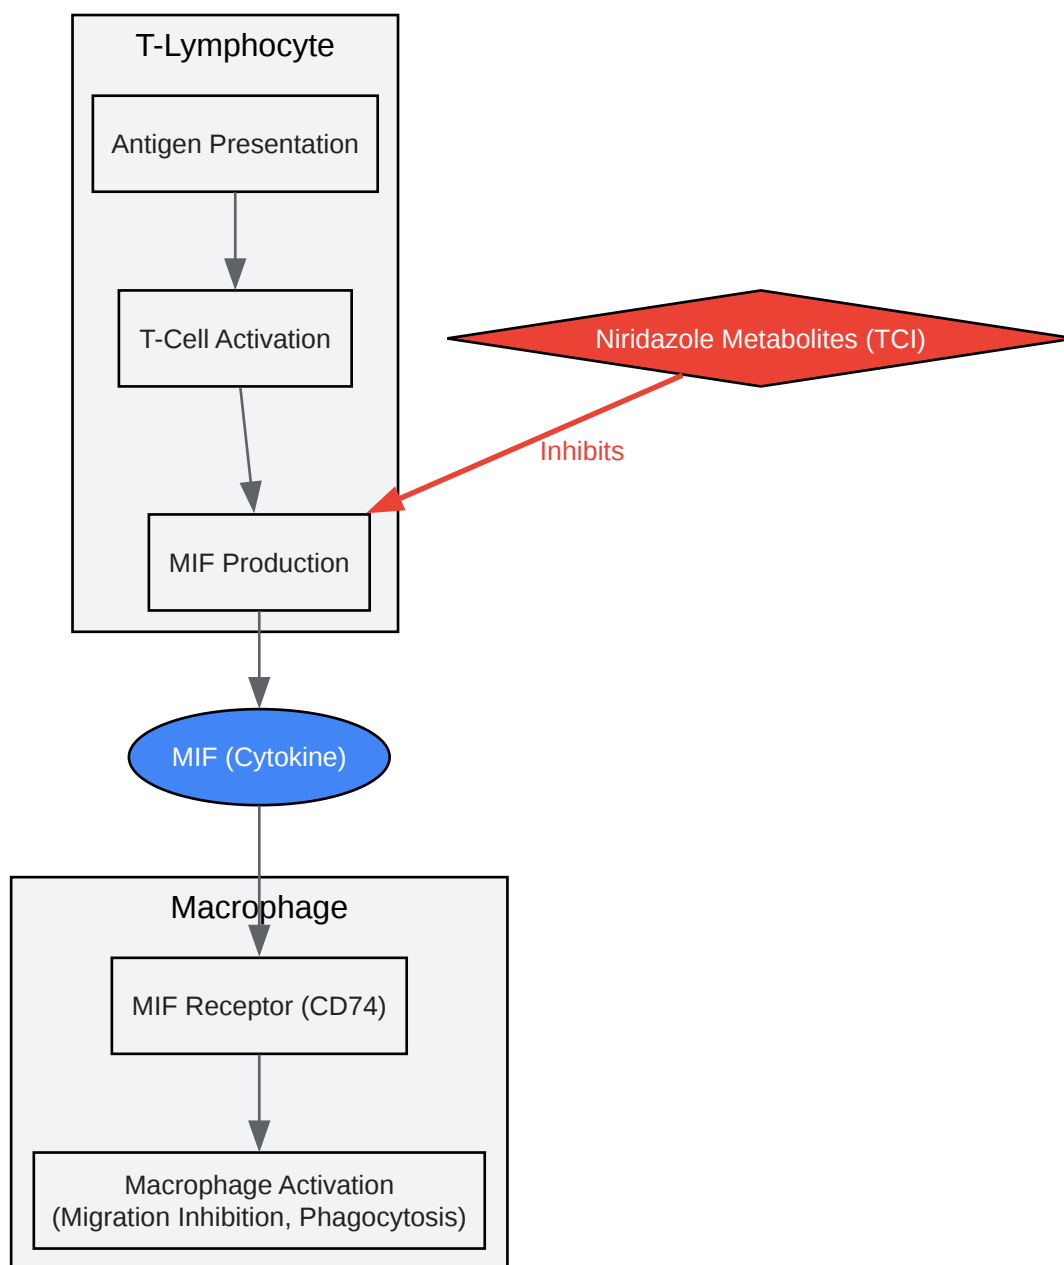 T-Lymphocyte
Antigen Presentation
T-Cell Activation
Niridazole Metabolites (TCI)
Inhibits
MIF Production
MIF (Cytokine)
Macrophage
MIF Receptor (CD74)
Macrophage Activation
(Migration Inhibition, Phagocytosis)